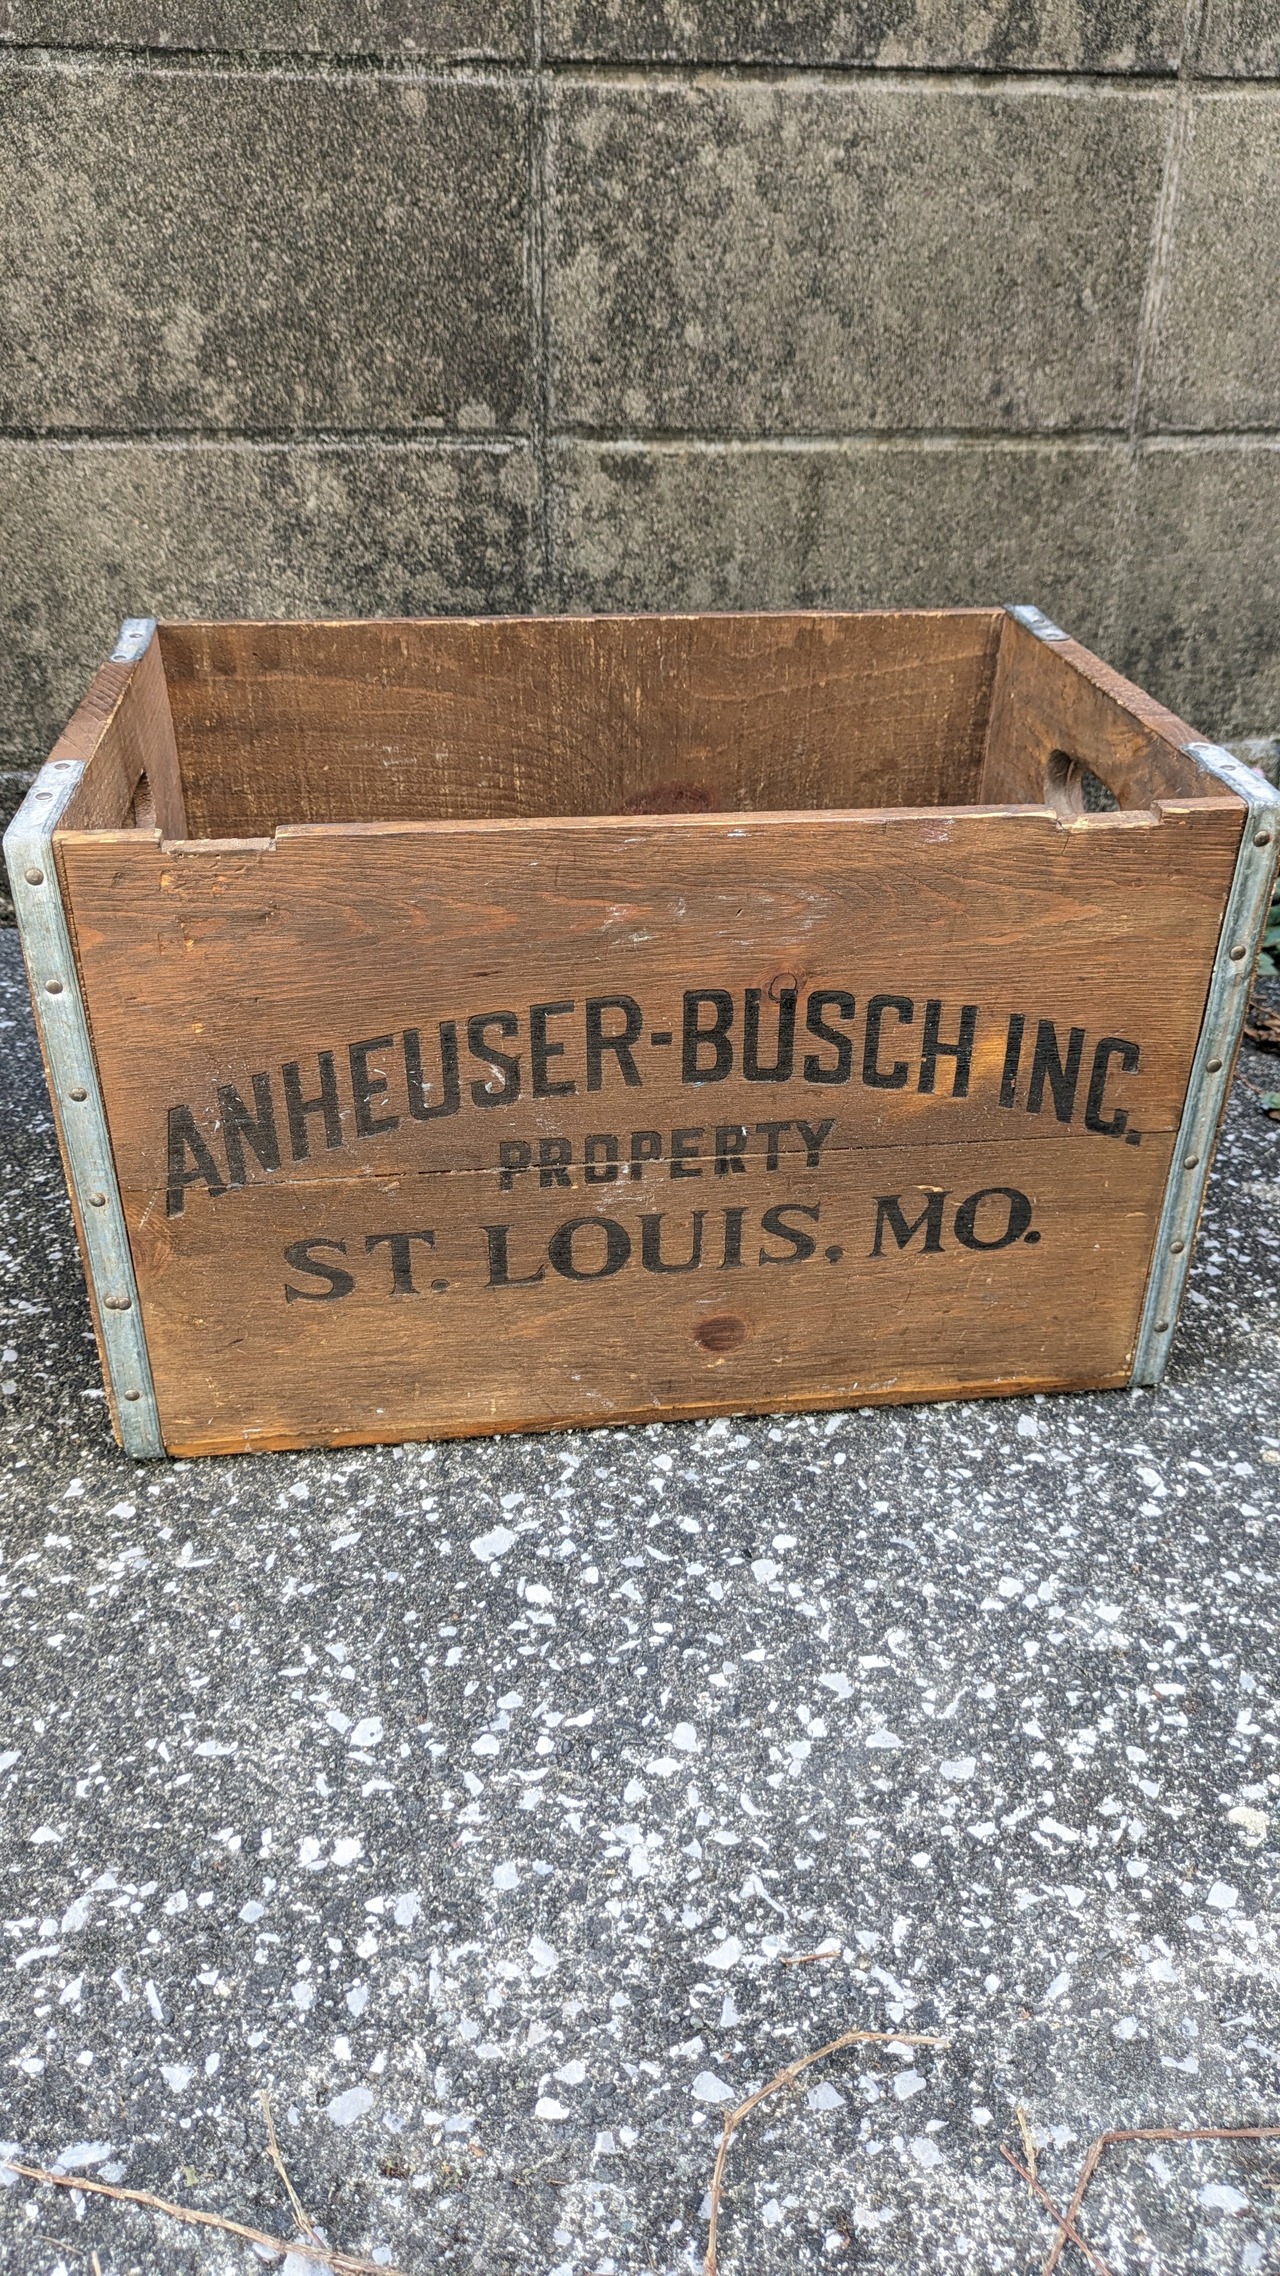 ANHEUSER-BUSCH INC.
PROPERTY
ST. LOUIS, MO.